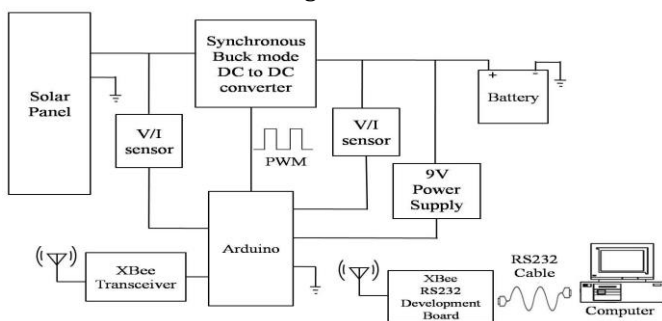 Synchronous
Buck mode
DC to DC
converter
Solar
Panel
V/I
sensor
PWM
V/I
sensor
+
-
Battery
9V
Power
Supply
Arduino
XBee
Transceiver
XBee
RS232
Development
Board
RS232
Cable
Computer